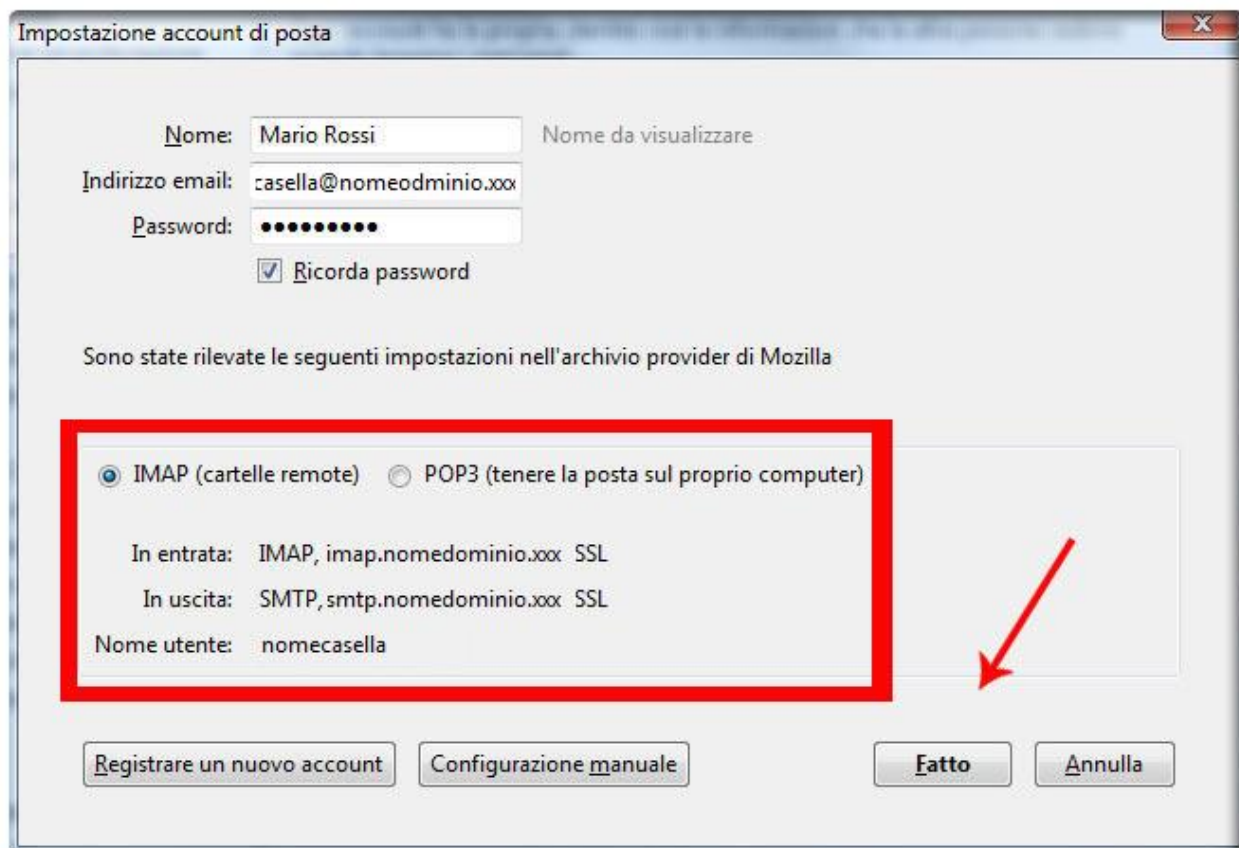 Impostazione account di posta
Nome: Mario Rossi Nome da visualizzare
Indirizzo email: casella@nomeodminio.xxx
Password: •••••••••
Ricorda password
Sono state rilevate le seguenti impostazioni nell'archivio provider di Mozilla
IMAP (cartelle remote) POP3 (tenere la posta sul proprio computer)
In entrata: IMAP, imap.nomedominio.xxx SSL
In uscita: SMTP, smtp.nomedominio.xxx SSL
Nome utente: nomecasella
Registrare un nuovo account Configurazione manuale Fatto Annulla